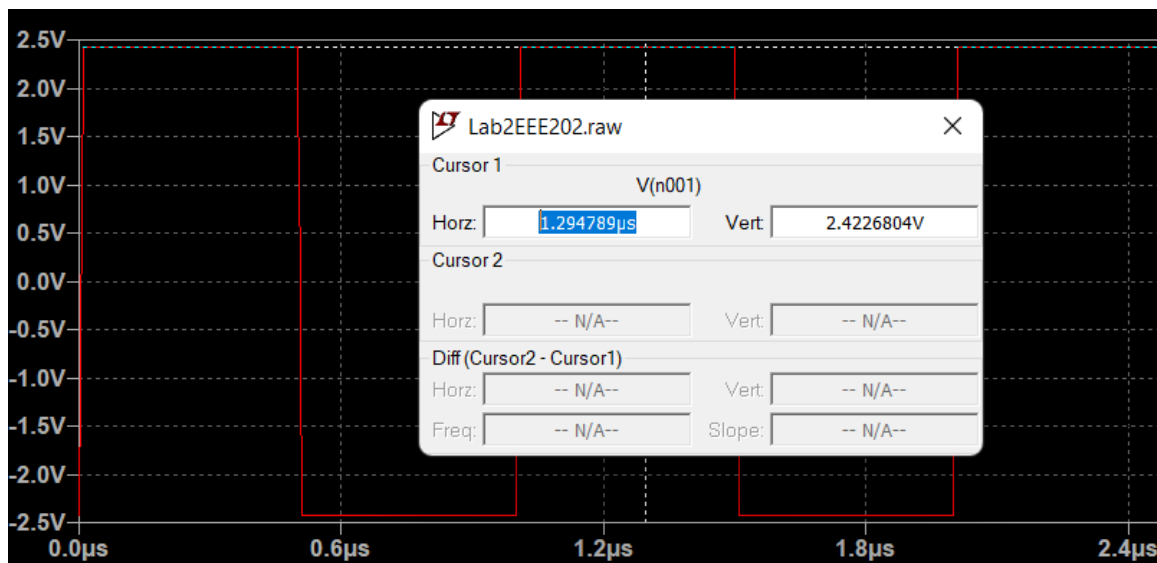 2.5V
2.0V
1.5V
1.0V
0.5V
0.0V
-0.5V
-1.0V
-1.5V
-2.0V
-2.5V
0.0µs 0.6µs 1.2µs 1.8µs 2.4µs
Lab2EEE202.raw
Cursor 1
V(n001)
Horz: 1.294789µs Vert: 2.4226804V
Cursor 2
Horz: -- N/A-- Vert: -- N/A--
Diff (Cursor2 - Cursor1)
Horz: -- N/A-- Vert: -- N/A--
Freq: -- N/A-- Slope: -- N/A--